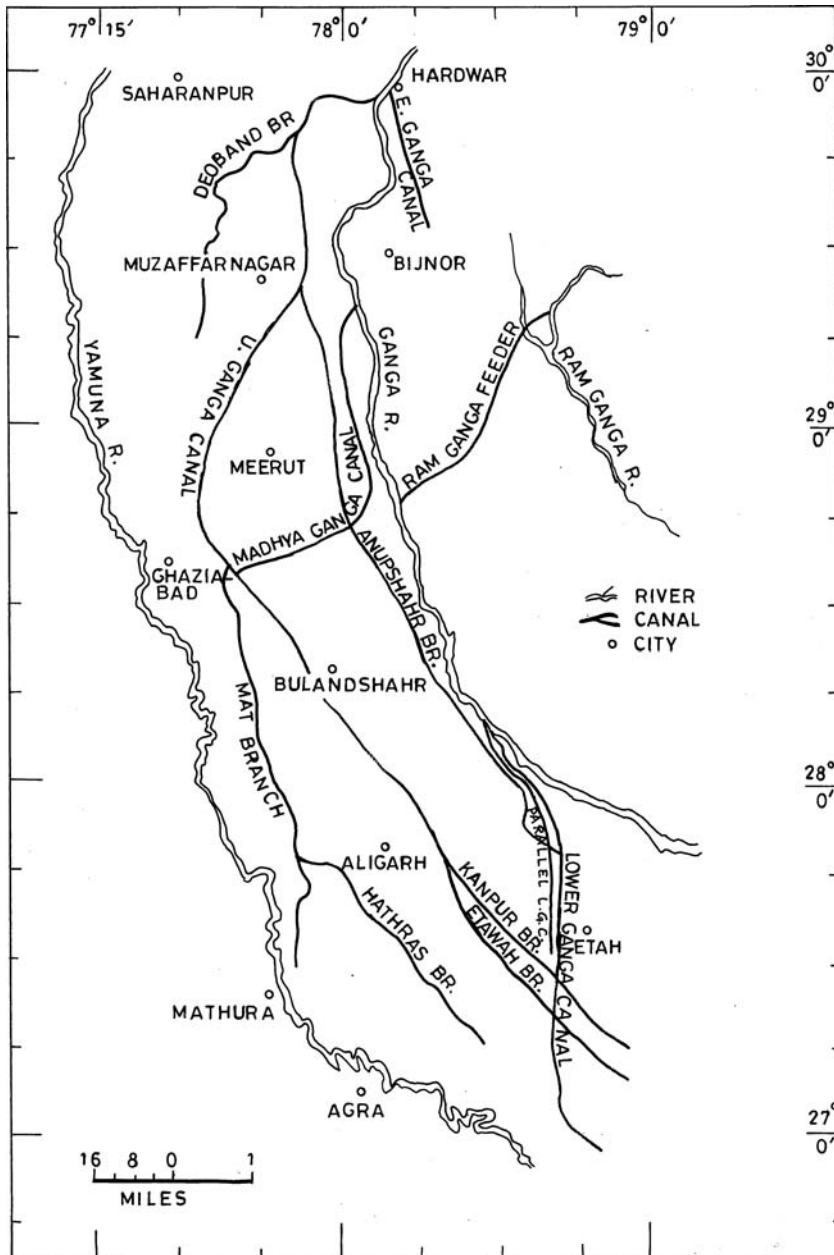 77° 15'
78° 0'
79° 0'
30° 0'
HARDWAR
SAHARANPUR
E. GANGA CANAL
DEOBAND BR
BIJNOR
MUZAFFARNAGAR
U. GANGA CANAL
GANGA R.
RAM GANGA FEEDER
RAM GANGA R.
YAMUNA R.
29° 0'
MEERUT
MADHYA GANGA CANAL
ANUPSHAHR BR.
GHAZIA-
BAD
RIVER
CANAL
CITY
BULANDSHAHR
MAT BRANCH
28° 0'
PARALLEL L.G.C.
LOWER GANGA CANAL
ALIGARH
KANPUR BR.
ETAWAH BR.
HATHRAS BR.
ETAH
MATHURA
AGRA
27° 0'
16 8 0 1
MILES